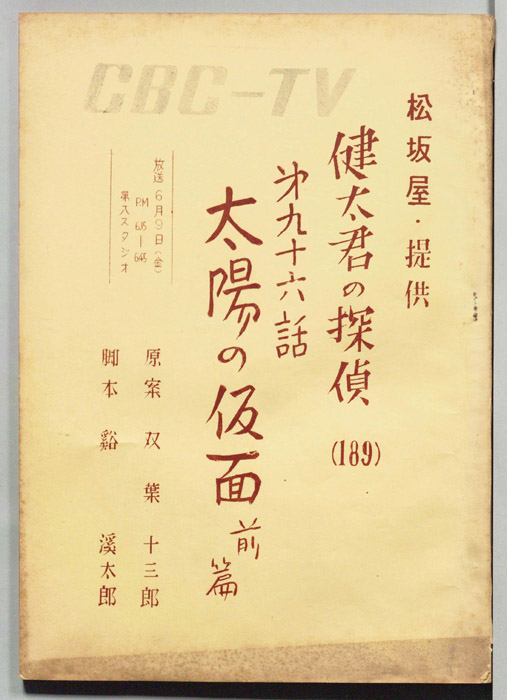 CBC-TV
松坂屋・提供
健太君の探偵
(189)
第九十六話
太陽の仮面 前篇
放送 6月9日(金)
P.M 6.15—6.45
第八スタジオ
原案 双葉十三郎
脚本 谿 溪太郎